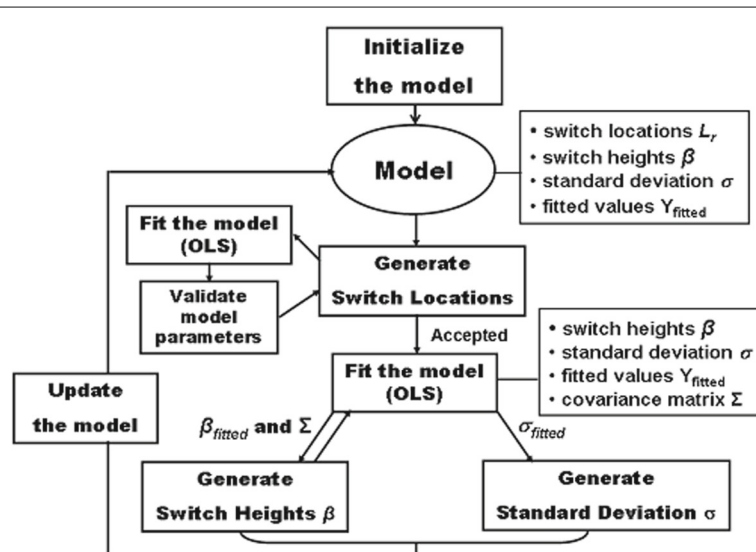 Initialize
the model
Model
• switch locations Lr
• switch heights β
• standard deviation σ
• fitted values Yfitted
Fit the model
(OLS)
Validate
model
parameters
Generate
Switch Locations
Accepted
Fit the model
(OLS)
• switch heights β
• standard deviation σ
• fitted values Yfitted
• covariance matrix Σ
Update
the model
βfitted and Σ
σfitted
Generate
Switch Heights β
Generate
Standard Deviation σ